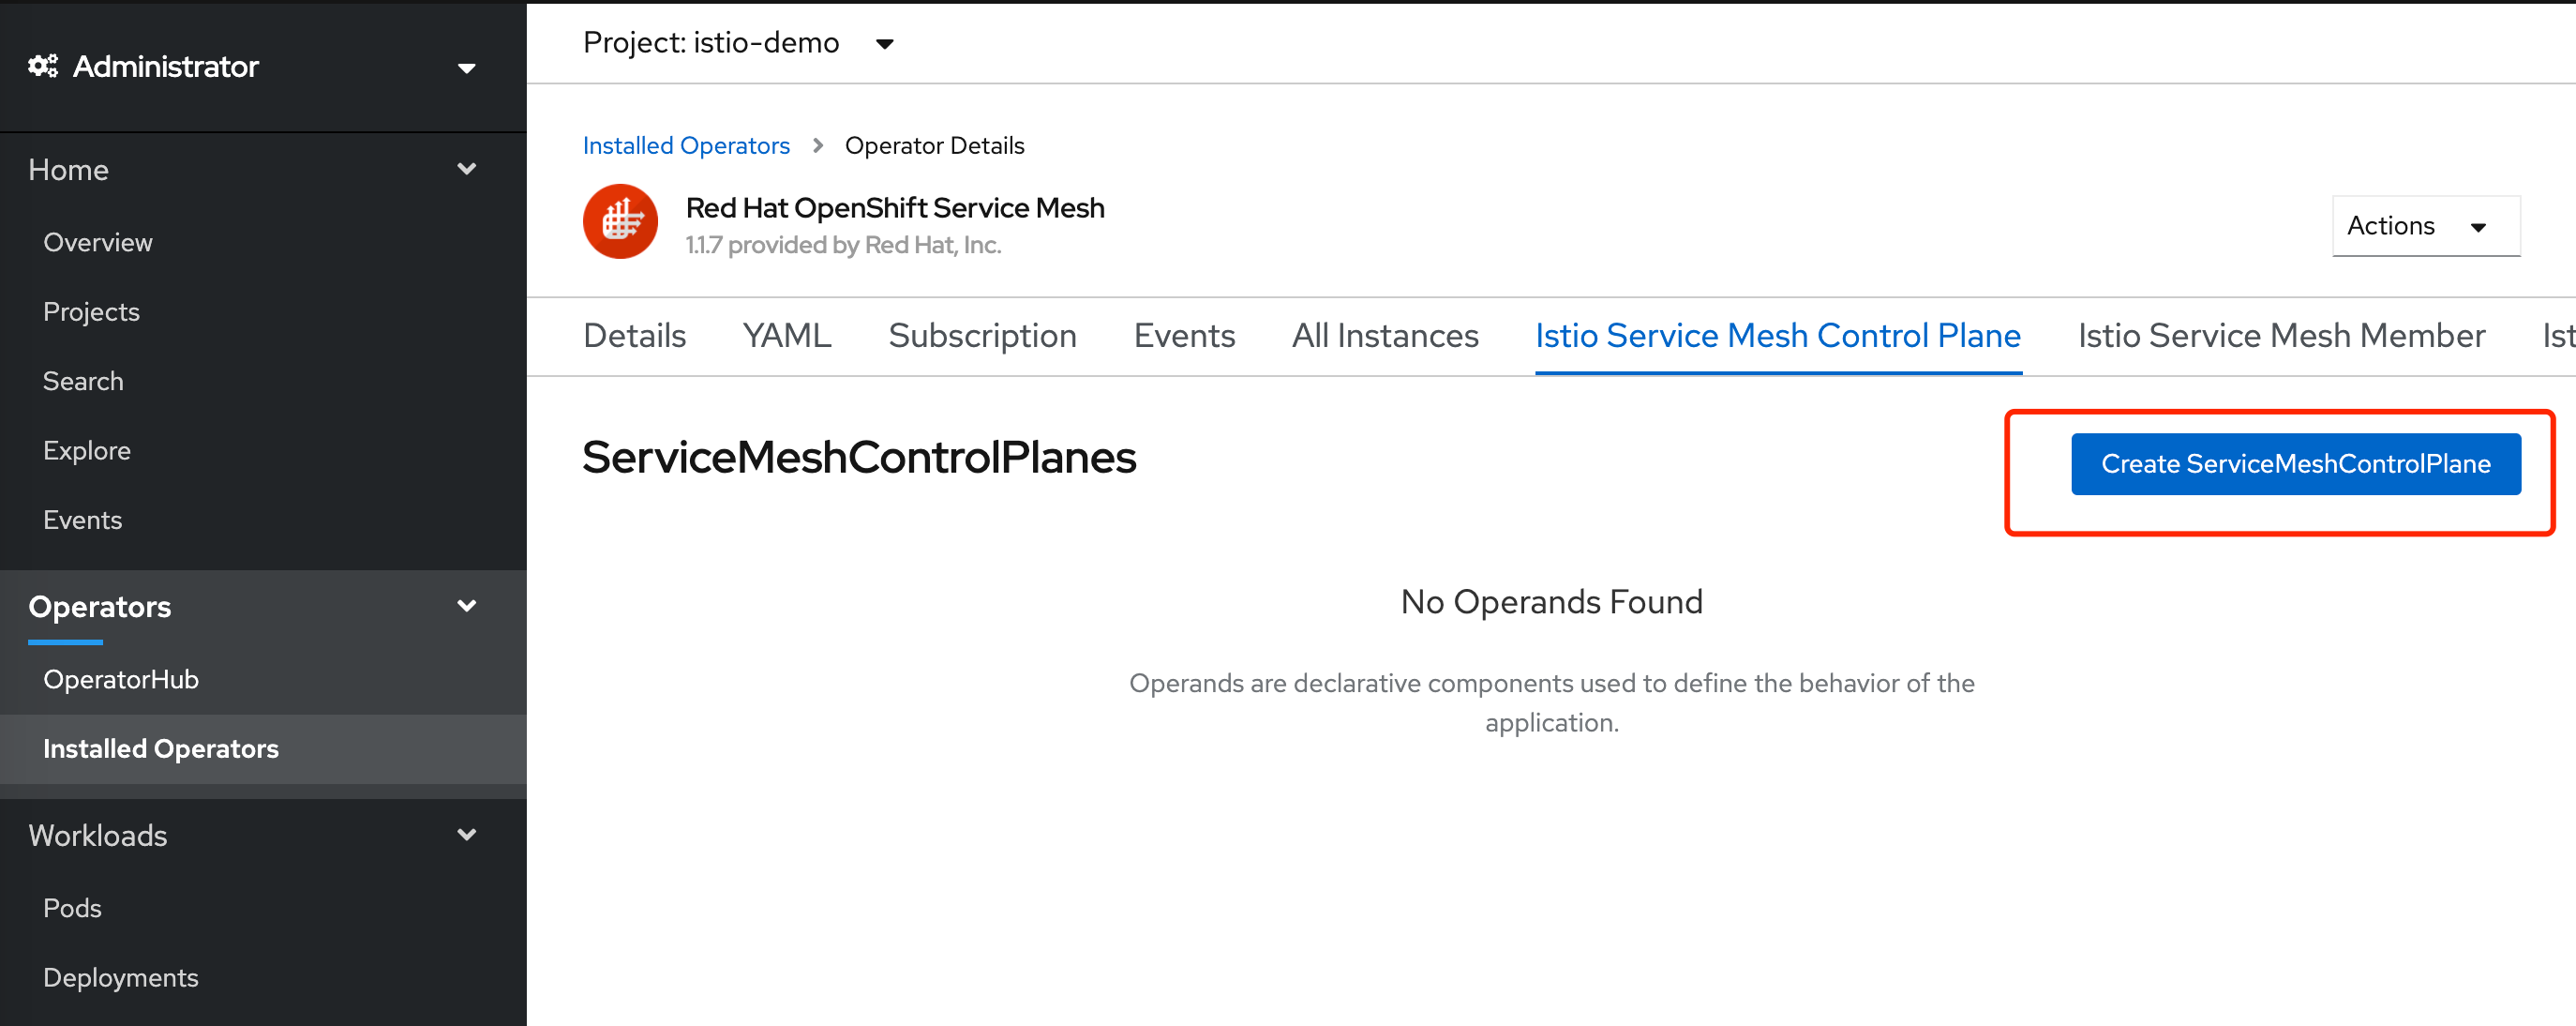 Administrator
Home
Overview
Projects
Search
Explore
Events
Operators
OperatorHub
Installed Operators
Workloads
Pods
Deployments
Project: istio-demo
Installed Operators
Operator Details
Red Hat OpenShift Service Mesh
1.1.7 provided by Red Hat, Inc.
Actions
Details
YAML
Subscription
Events
All Instances
Istio Service Mesh Control Plane
Istio Service Mesh Member
Ist
ServiceMeshControlPlanes
Create ServiceMeshControlPlane
No Operands Found
Operands are declarative components used to define the behavior of the
application.